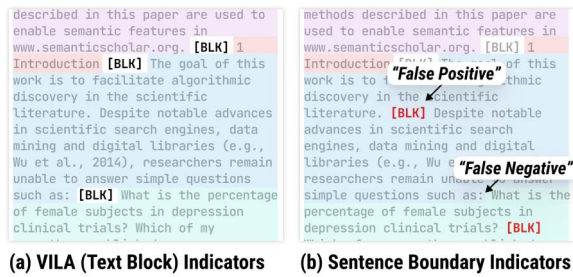 described in this paper are used to
enable semantic features in
www.semanticscholar.org. [BLK] 1
Introduction [BLK] The goal of this
work is to facilitate algorithmic
discovery in the scientific
literature. Despite notable advances
in scientific search engines, data
mining and digital libraries (e.g.,
Wu et al., 2014), researchers remain
unable to answer simple questions
such as: [BLK] What is the percentage
of female subjects in depression
clinical trials? Which of my
(a) VILA (Text Block) Indicators
methods described in this paper are
used to enable semantic features in
www.semanticscholar.org. [BLK] 1
Introduction [BLK] The goal of this
work is to f algorithmic
"False Positive"
discovery in the scientific
literature. [BLK] Despite notable
advances in scientific search
engines, data mining and digital
libraries (e.g., Wu e
"False Negative"
researchers remain unable to answer
simple questions such as: What is the
percentage of female subjects in
depression clinical trials? [BLK]
(b) Sentence Boundary Indicators